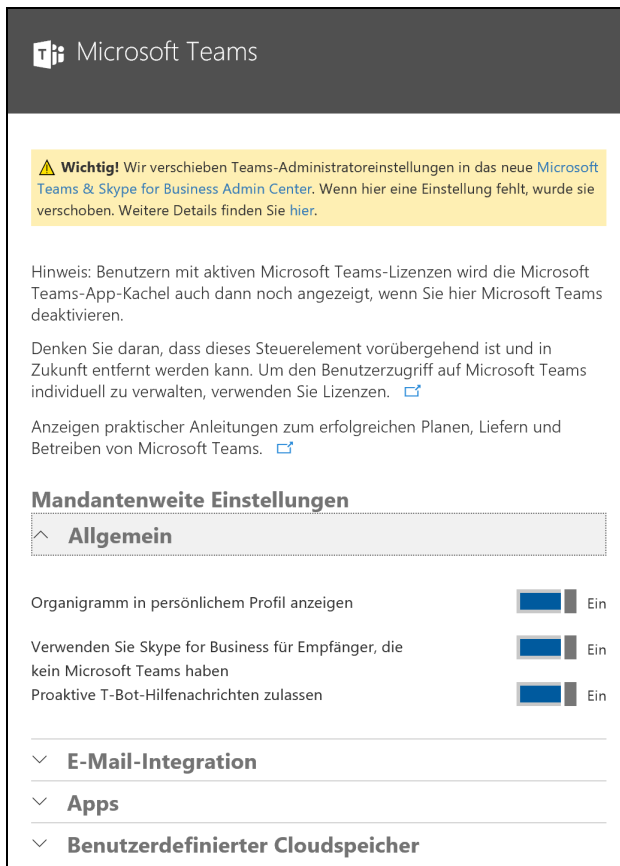 Microsoft Teams
Wichtig! Wir verschieben Teams-Administratoreinstellungen in das neue Microsoft
Teams & Skype for Business Admin Center. Wenn hier eine Einstellung fehlt, wurde sie
verschoben. Weitere Details finden Sie hier.
Hinweis: Benutzern mit aktiven Microsoft Teams-Lizenzen wird die Microsoft
Teams-App-Kachel auch dann noch angezeigt, wenn Sie hier Microsoft Teams
deaktivieren.
Denken Sie daran, dass dieses Steuerelement vorübergehend ist und in
Zukunft entfernt werden kann. Um den Benutzerzugriff auf Microsoft Teams
individuell zu verwalten, verwenden Sie Lizenzen.
Anzeigen praktischer Anleitungen zum erfolgreichen Planen, Liefern und
Betreiben von Microsoft Teams.
Mandantenweite Einstellungen
Allgemein
Organigramm in persönlichem Profil anzeigen Ein
Verwenden Sie Skype for Business für Empfänger, die Ein
kein Microsoft Teams haben
Proaktive T-Bot-Hilfenachrichten zulassen Ein
E-Mail-Integration
Apps
Benutzerdefinierter Cloudspeicher